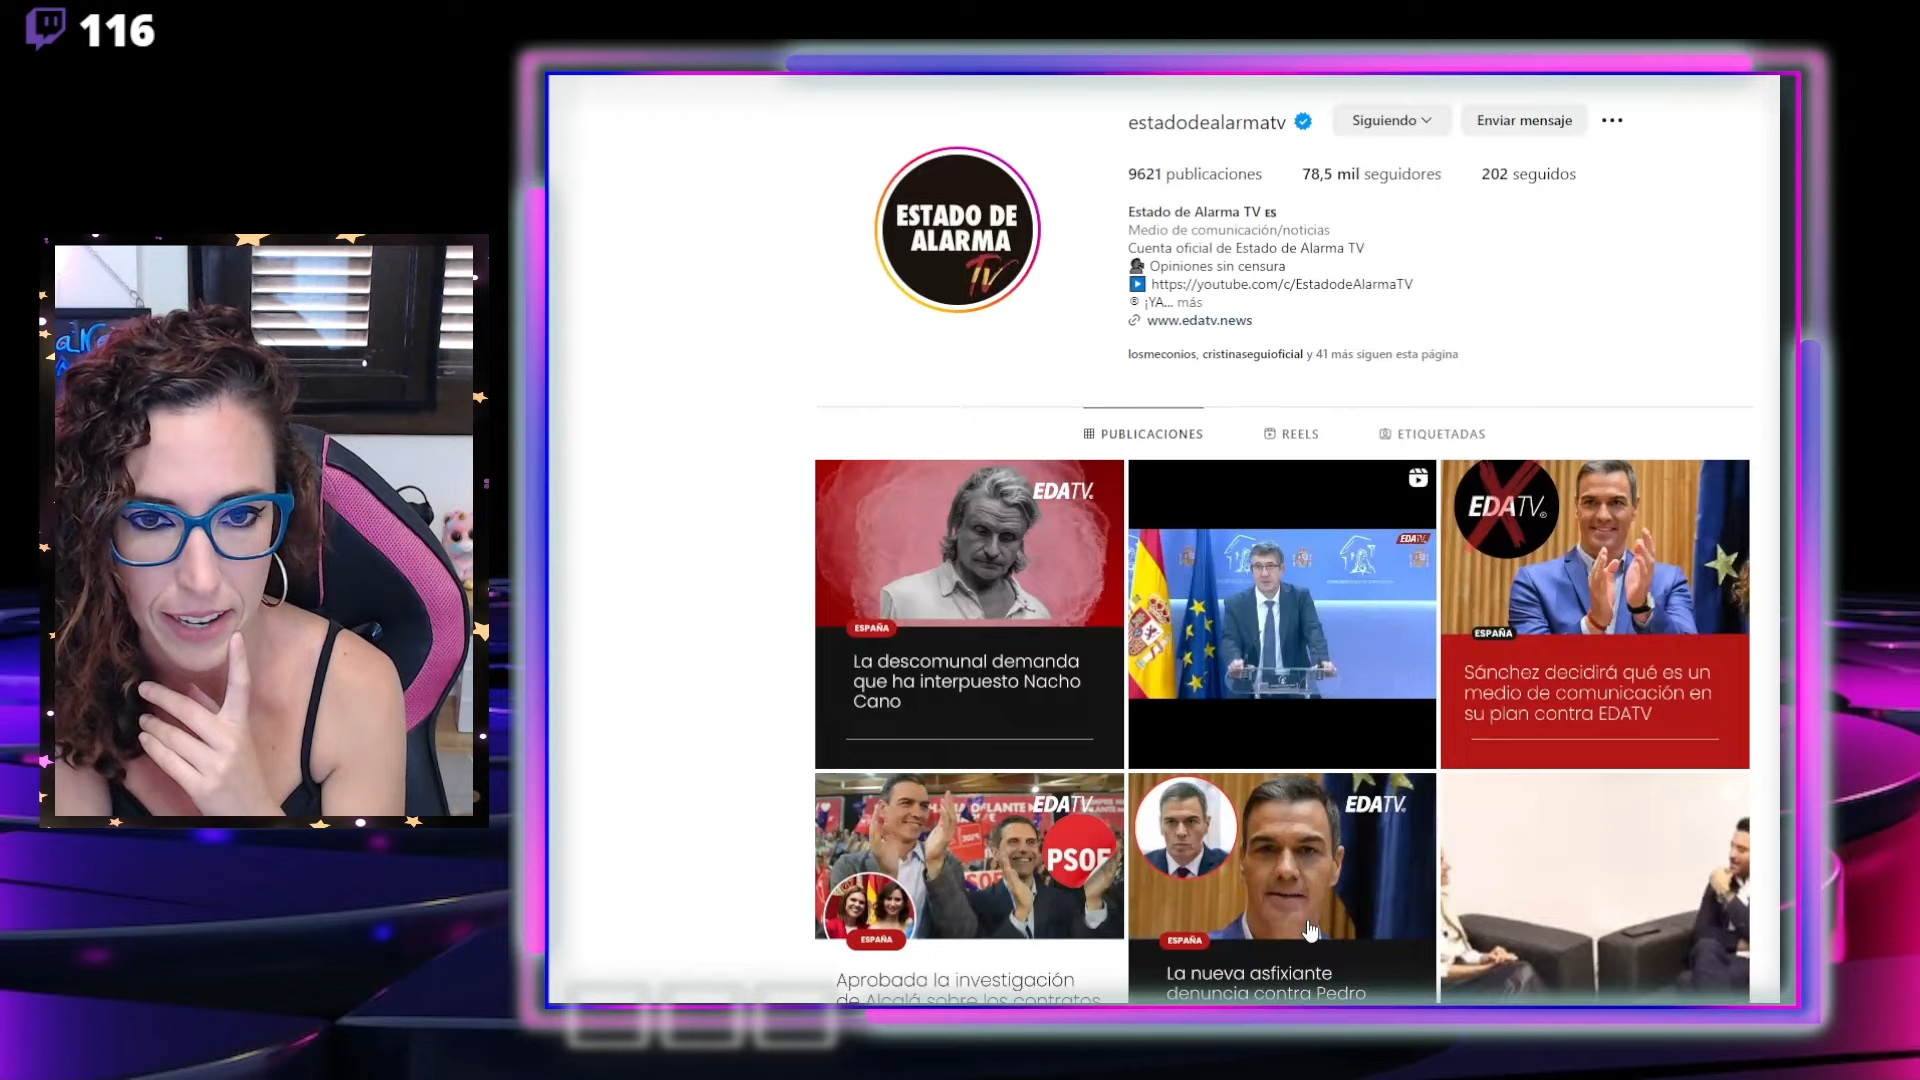 116
estadodealarmatv
Siguiendo
Enviar mensaje
9621 publicaciones
78,5 mil seguidores
202 seguidos
Estado de Alarma TV ES
Medio de comunicación/noticias
Cuenta oficial de Estado de Alarma TV
Opiniones sin censura
https://youtube.com/c/EstadodeAlarmaTV
¡YA... más
www.edatv.news
losmeconios, cristinaseguioficial y 41 más siguen esta página
ESTADO DE
ALARMA
TV
PUBLICACIONES
REELS
ETIQUETADAS
EDATV
ESPAÑA
La descomunal demanda
que ha interpuesto Nacho
Cano
EDATV
EDATV
ESPAÑA
Sánchez decidirá qué es un
medio de comunicación en
su plan contra EDATV
EDATV
PSOE
ESPAÑA
Aprobada la investigación
de Alcalá sobre los contratos
EDATV
ESPAÑA
La nueva asfixiante
denuncia contra Pedro